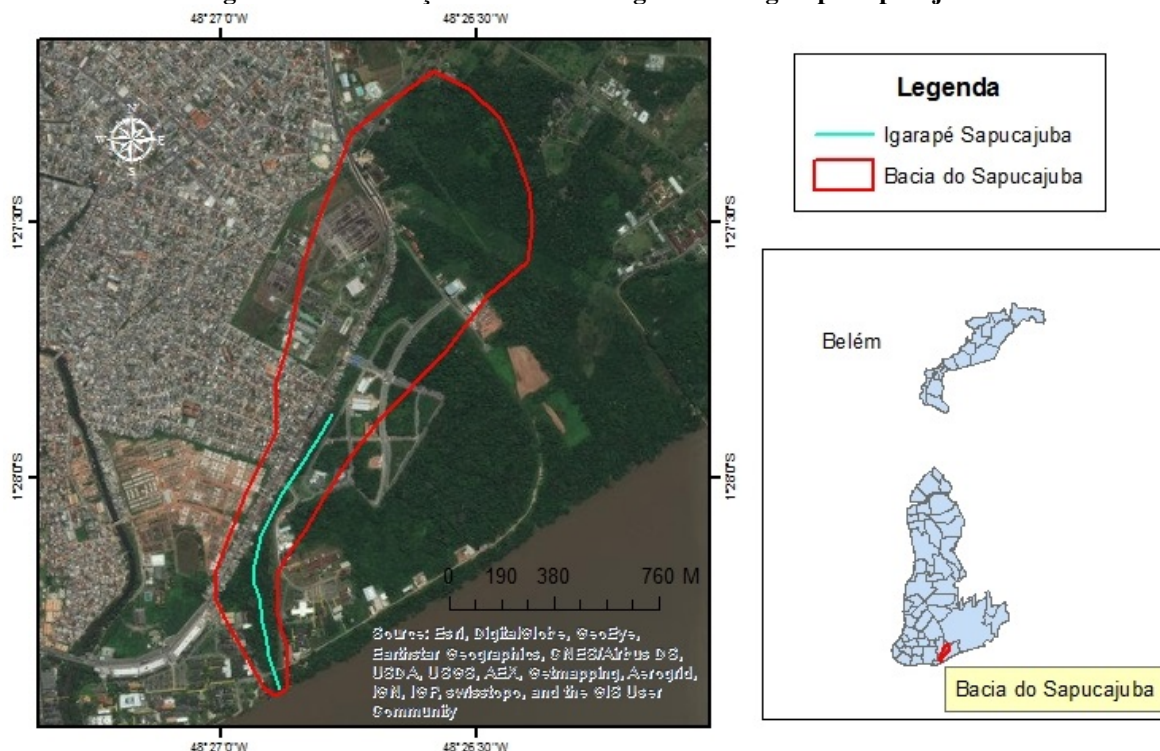 48°27'0"W
48°26'30"W
N
E
S
1°27'30"S
1°27'30"S
1°28'0"S
1°28'0"S
0 190 380 760 M
Source: Esri, DigitalGlobe, GeoEye,
Earthstar Geographics, CNES/Airbus DS,
USDA, USGS, AEX, Getmapping, Aerogrid,
IGN, IGP, swisstopo, and the GIS User
Community
48°27'0"W
48°26'30"W
Legenda
Igarapé Sapucajuba
Bacia do Sapucajuba
Belém
Bacia do Sapucajuba